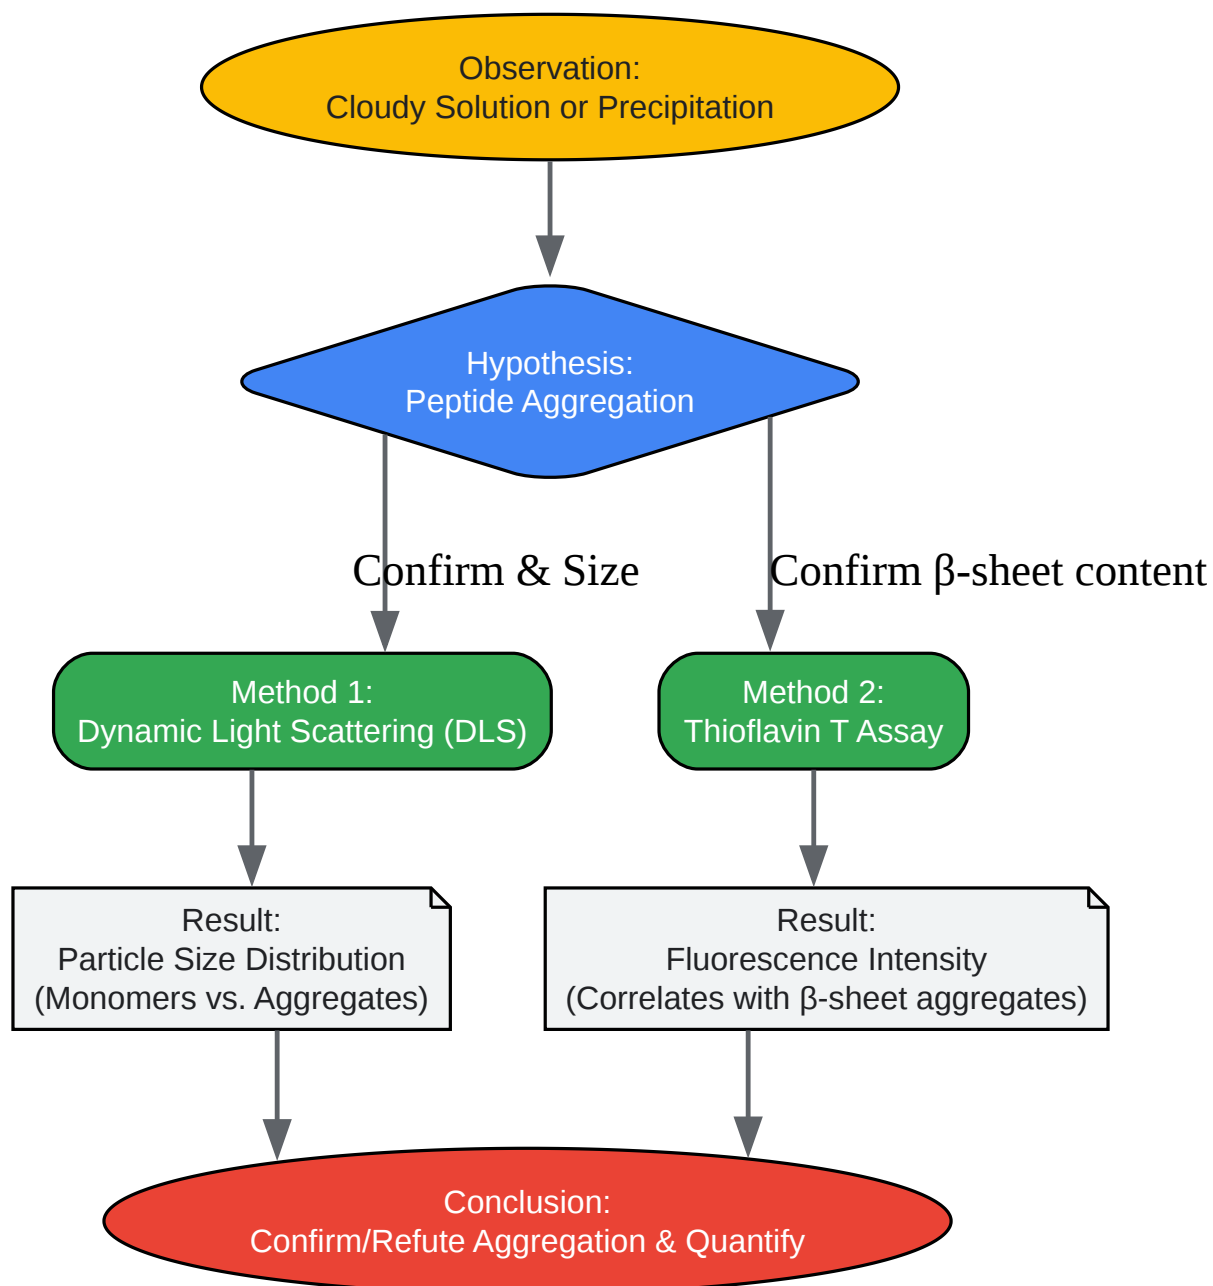 Observation:
Cloudy Solution or Precipitation
Hypothesis:
Peptide Aggregation
Confirm & Size
Confirm β-sheet content
Method 1:
Dynamic Light Scattering (DLS)
Method 2:
Thioflavin T Assay
Result:
Particle Size Distribution
(Monomers vs. Aggregates)
Result:
Fluorescence Intensity
(Correlates with β-sheet aggregates)
Conclusion:
Confirm/Refute Aggregation & Quantify